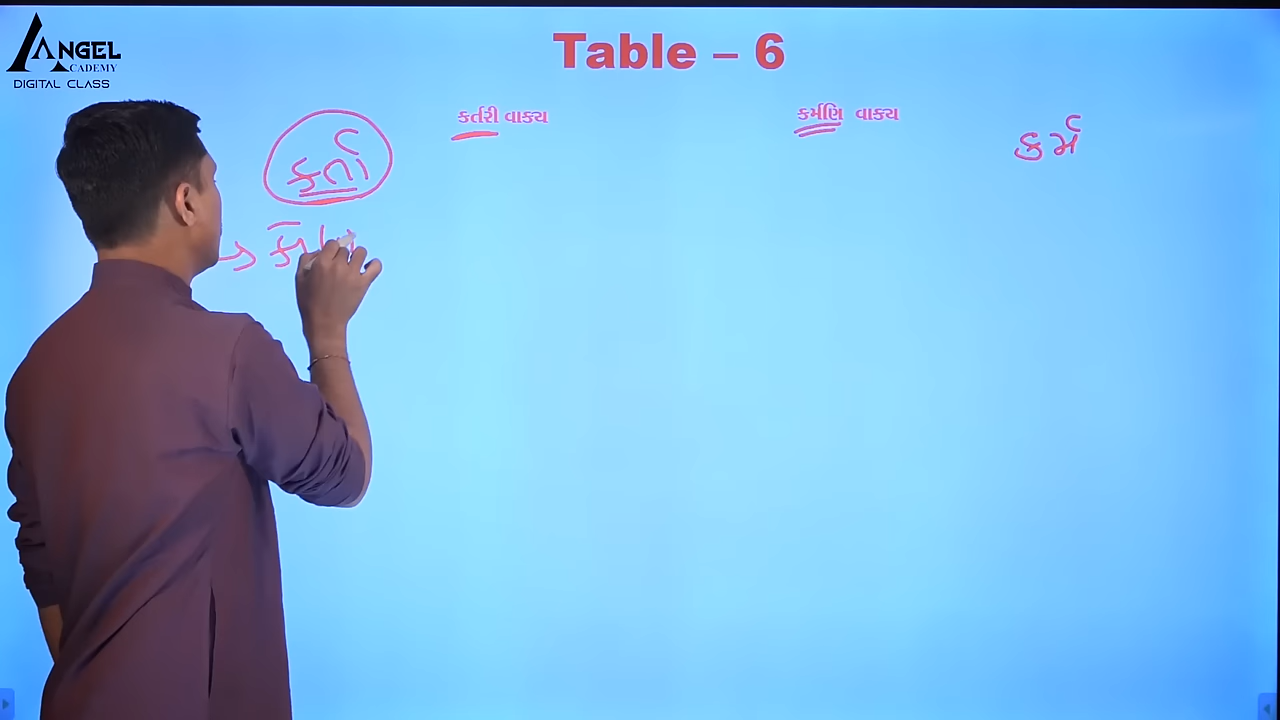 ANGEL
ACADEMY
DIGITAL CLASS
Table – 6
કર્તરી વાક્ય
કર્મણિ વાક્ય
કર્તા
કર્મ